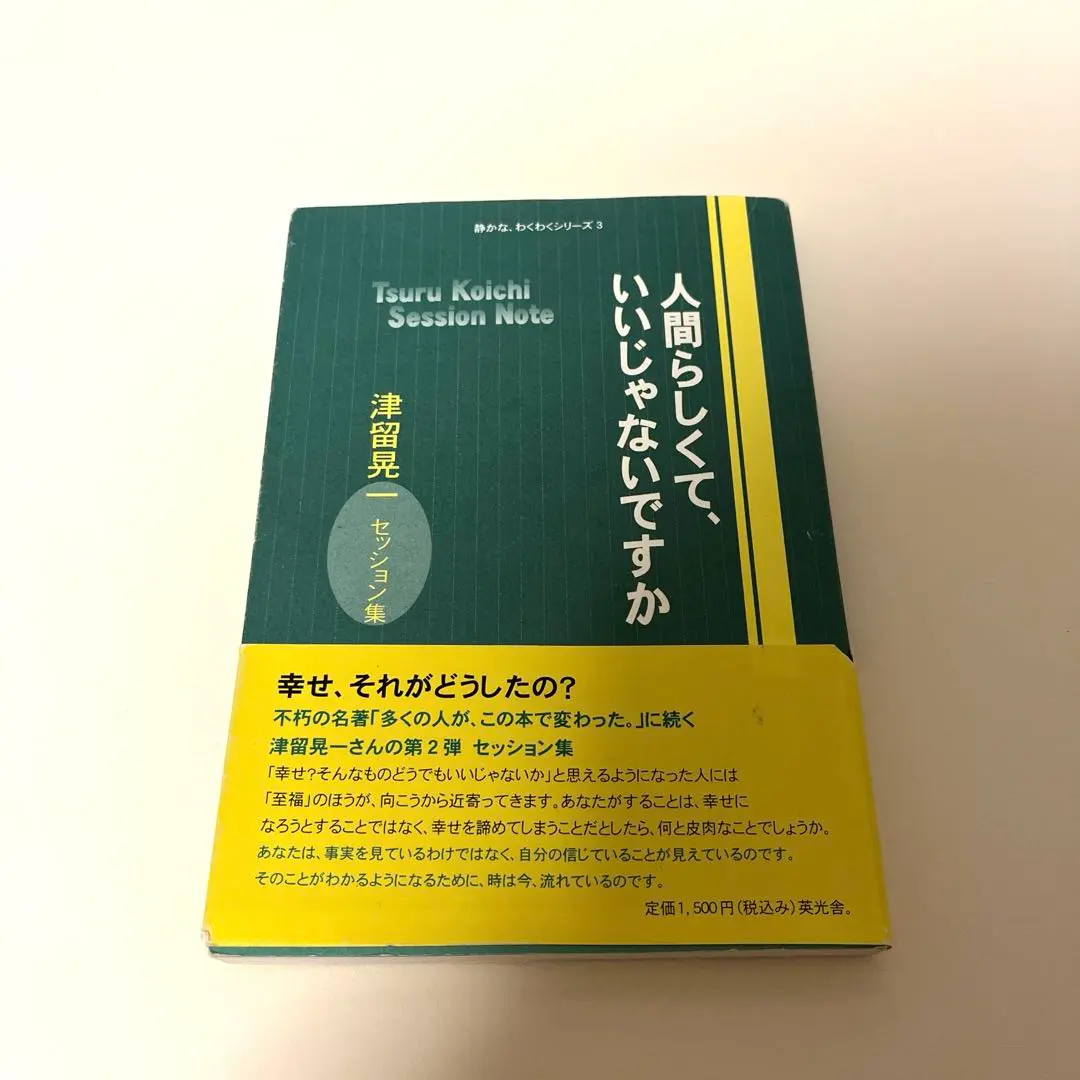 静かな、わくわくシリーズ3
Tsuru Koichi
Session Note
人間らしくて、
いいじゃないですか
津留晃一
セッション集
幸せ、それがどうしたの?
不朽の名著「多くの人が、この本で変わった。」に続く
津留晃一さんの第2弾 セッション集
「幸せ?そんなものどうでもいいじゃないか」と思えるようになった人には
「至福」のほうが、向こうから近寄ってきます。あなたがすることは、幸せに
なろうとすることではなく、幸せを諦めてしまうことだとしたら、何と皮肉なことでしょうか。
あなたは、事実を見ているわけではなく、自分の信じていることが見えているのです。
そのことがわかるようになるために、時は今、流れているのです。
定価1,500円(税込み)英光舎。